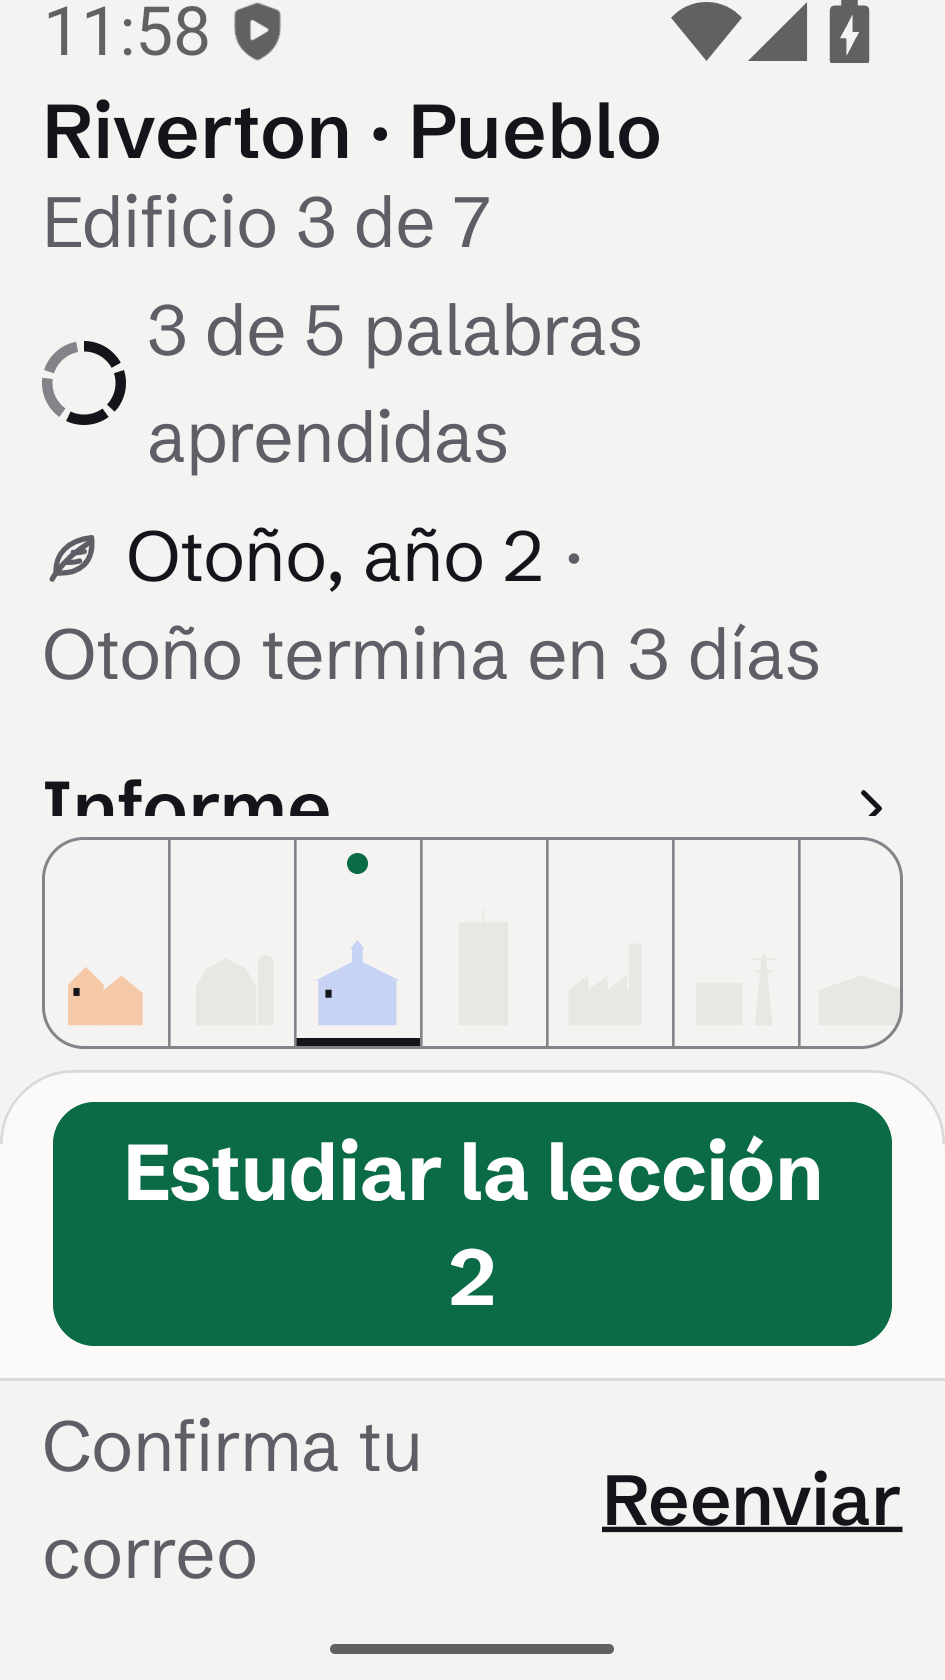 11:58
Riverton · Pueblo
Edificio 3 de 7
3 de 5 palabras
aprendidas
Otoño, año 2 ·
Otoño termina en 3 días
Informe
Estudiar la lección
2
Confirma tu
correo
Reenviar